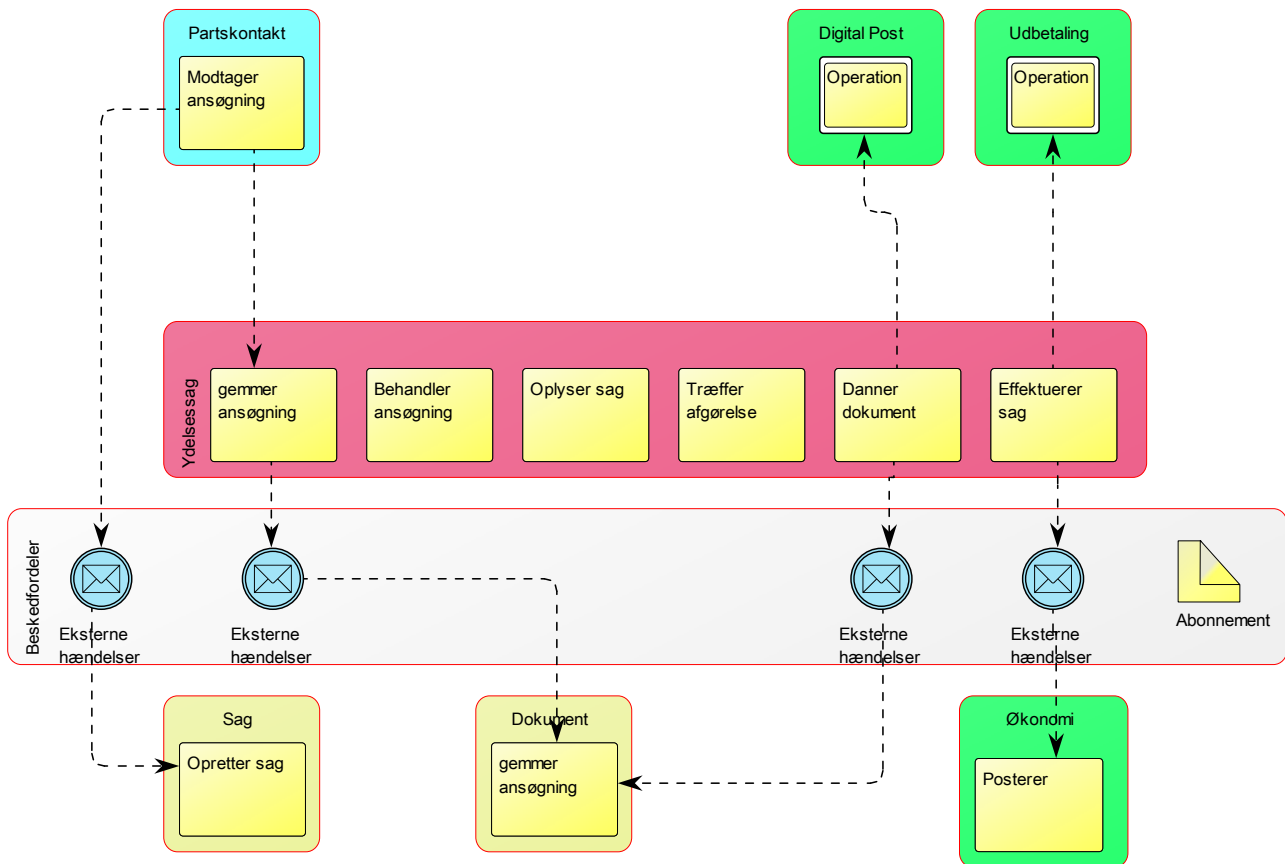 Partskontakt
Modtager
ansøgning
Digital Post
Operation
Udbetaling
Operation
Ydelsessag
gemmer
ansøgning
Behandler
ansøgning
Oplyser sag
Træffer
afgørelse
Danner
dokument
Effektuerer
sag
Beskedfordeler
Eksterne
hændelser
Eksterne
hændelser
Eksterne
hændelser
Eksterne
hændelser
Abonnement
Sag
Opretter sag
Dokument
gemmer
ansøgning
Økonomi
Posterer